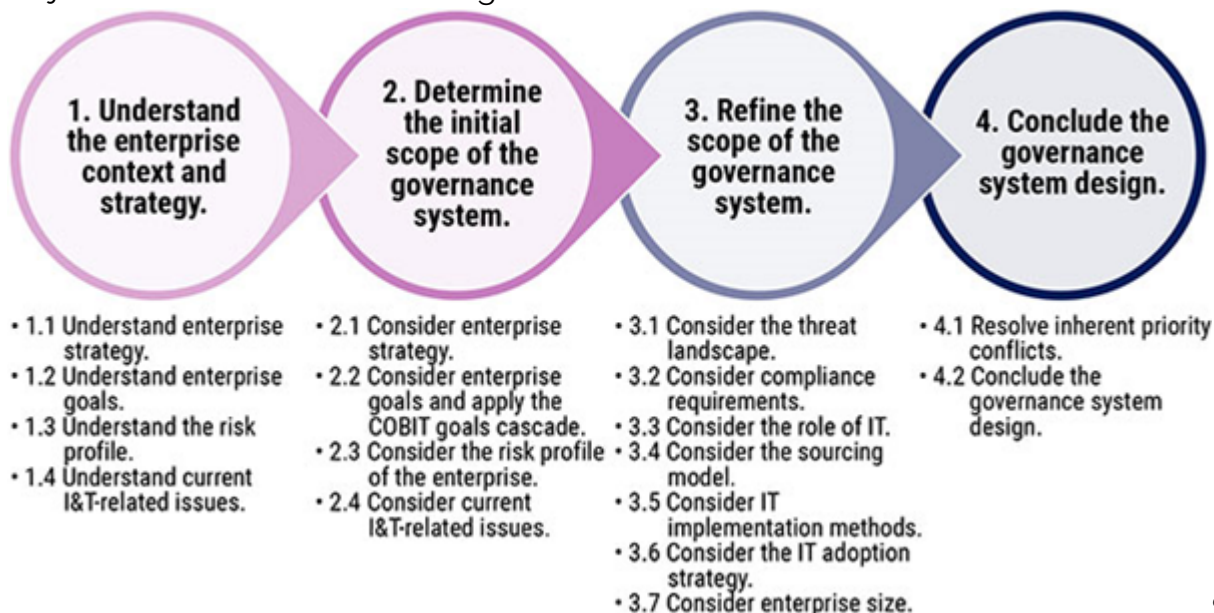 1. Understand
the enterprise
context and
strategy.
2. Determine
the initial
scope of the
governance
system.
3. Refine the
scope of the
governance
system.
4. Conclude the
governance
system design.
• 1.1 Understand enterprise
strategy.
• 1.2 Understand enterprise
goals.
• 1.3 Understand the risk
profile.
• 1.4 Understand current
I&T-related issues.
• 2.1 Consider enterprise
strategy.
• 2.2 Consider enterprise
goals and apply the
COBIT goals cascade.
• 2.3 Consider the risk profile
of the enterprise.
• 2.4 Consider current
I&T-related issues.
• 3.1 Consider the threat
landscape.
• 3.2 Consider compliance
requirements.
• 3.3 Consider the role of IT.
• 3.4 Consider the sourcing
model.
• 3.5 Consider IT
implementation methods.
• 3.6 Consider the IT adoption
strategy.
• 3.7 Consider enterprise size.
• 4.1 Resolve inherent priority
conflicts.
• 4.2 Conclude the
governance system
design.